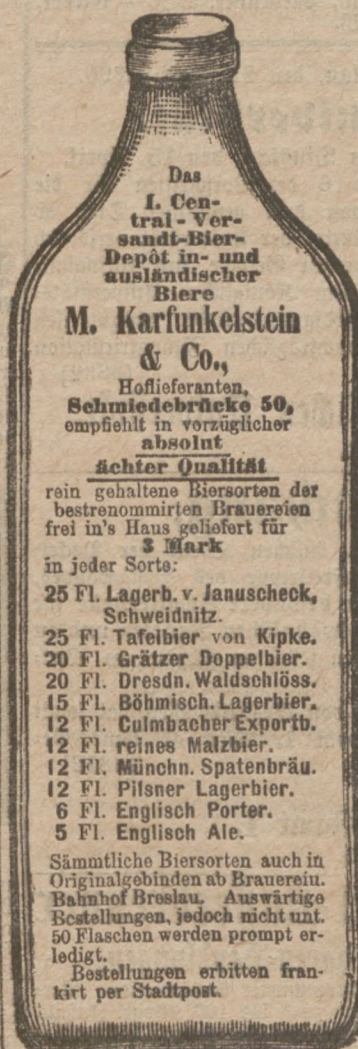 Das
I. Cen-
tral-Ver-
sandt-Bier-
Depôt in- und
ausländischer
Biere
M. Karfunkelstein
& Co.,
Hoflieferanten,
Schmiedebrücke 50,
empfiehlt in vorzüglicher
absolut
ächter Qualität
rein gehaltene Biersorten der
bestrenommirten Brauereien
frei in's Haus geliefert für
3 Mark
in jeder Sorte:
25 Fl. Lagerb. v. Januscheck,
Schweidnitz.
25 Fl. Tafelbier von Kipke.
20 Fl. Grätzer Doppelbier.
20 Fl. Dresdn. Waldschlöss.
15 Fl. Böhmisch. Lagerbier.
12 Fl. Culmbacher Exportb.
12 Fl. reines Malzbier.
12 Fl. Münchn. Spatenbräu.
12 Fl. Pilsner Lagerbier.
6 Fl. Englisch Porter.
5 Fl. Englisch Ale.
Sämmtliche Biersorten auch in
Originalgebinden ab Brauerei u.
Bahnhof Breslau. Auswärtige
Bestellungen, jedoch nicht unt.
50 Flaschen werden prompt er-
ledigt.
Bestellungen erbitten fran-
kirt per Stadtpost.